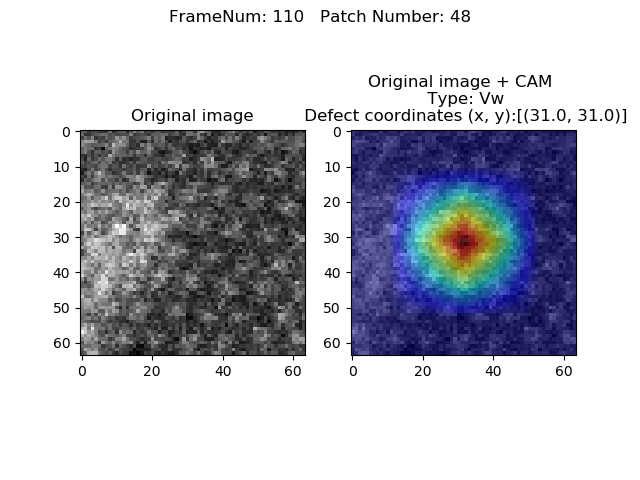 FrameNum: 110   Patch Number: 48
Original image + CAM
Type: Vw
Original image
Defect coordinates (x, y):[(31.0, 31.0)]
0
10
20
30
40
50
60
0 20 40 60
0
10
20
30
40
50
60
0 20 40 60